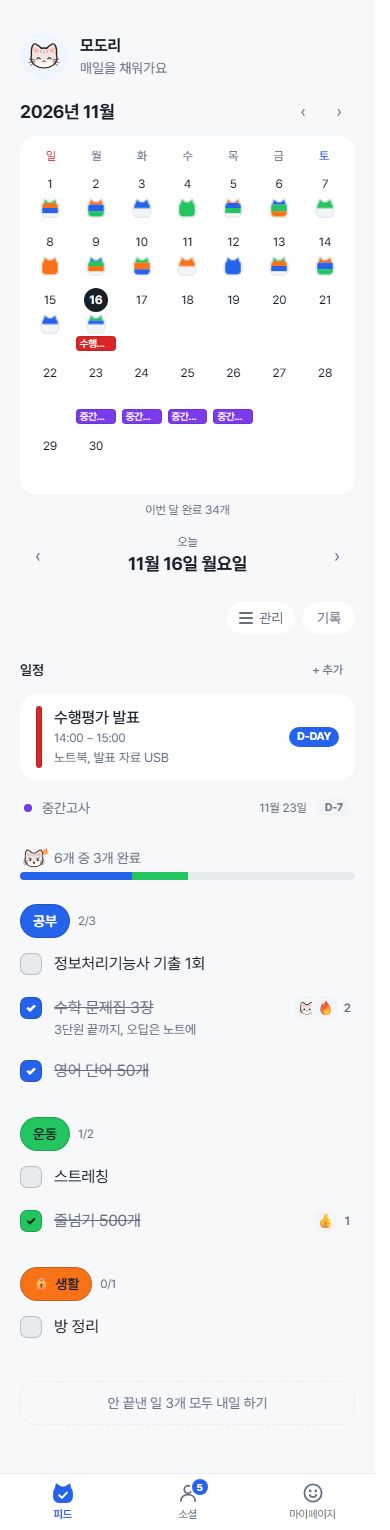 모도리
매일을 채워가요
2026년 11월
‹ ›
일 월 화 수 목 금 토
1 2 3 4 5 6 7
8 9 10 11 12 13 14
15 16 17 18 19 20 21
수행...
22 23 24 25 26 27 28
중간... 중간... 중간... 중간...
29 30
이번 달 완료 34개
오늘
‹ 11월 16일 월요일 ›
관리 기록
일정 + 추가
수행평가 발표
14:00 ~ 15:00
노트북, 발표 자료 USB
D-DAY
중간고사 11월 23일 D-7
6개 중 3개 완료
공부 2/3
정보처리기능사 기출 1회
수학 문제집 3장 2
3단원 끝까지, 오답은 노트에
영어 단어 50개
운동 1/2
스트레칭
줄넘기 500개 1
생활 0/1
방 정리
안 끝낸 일 3개 모두 내일 하기
5
피드 소셜 마이페이지